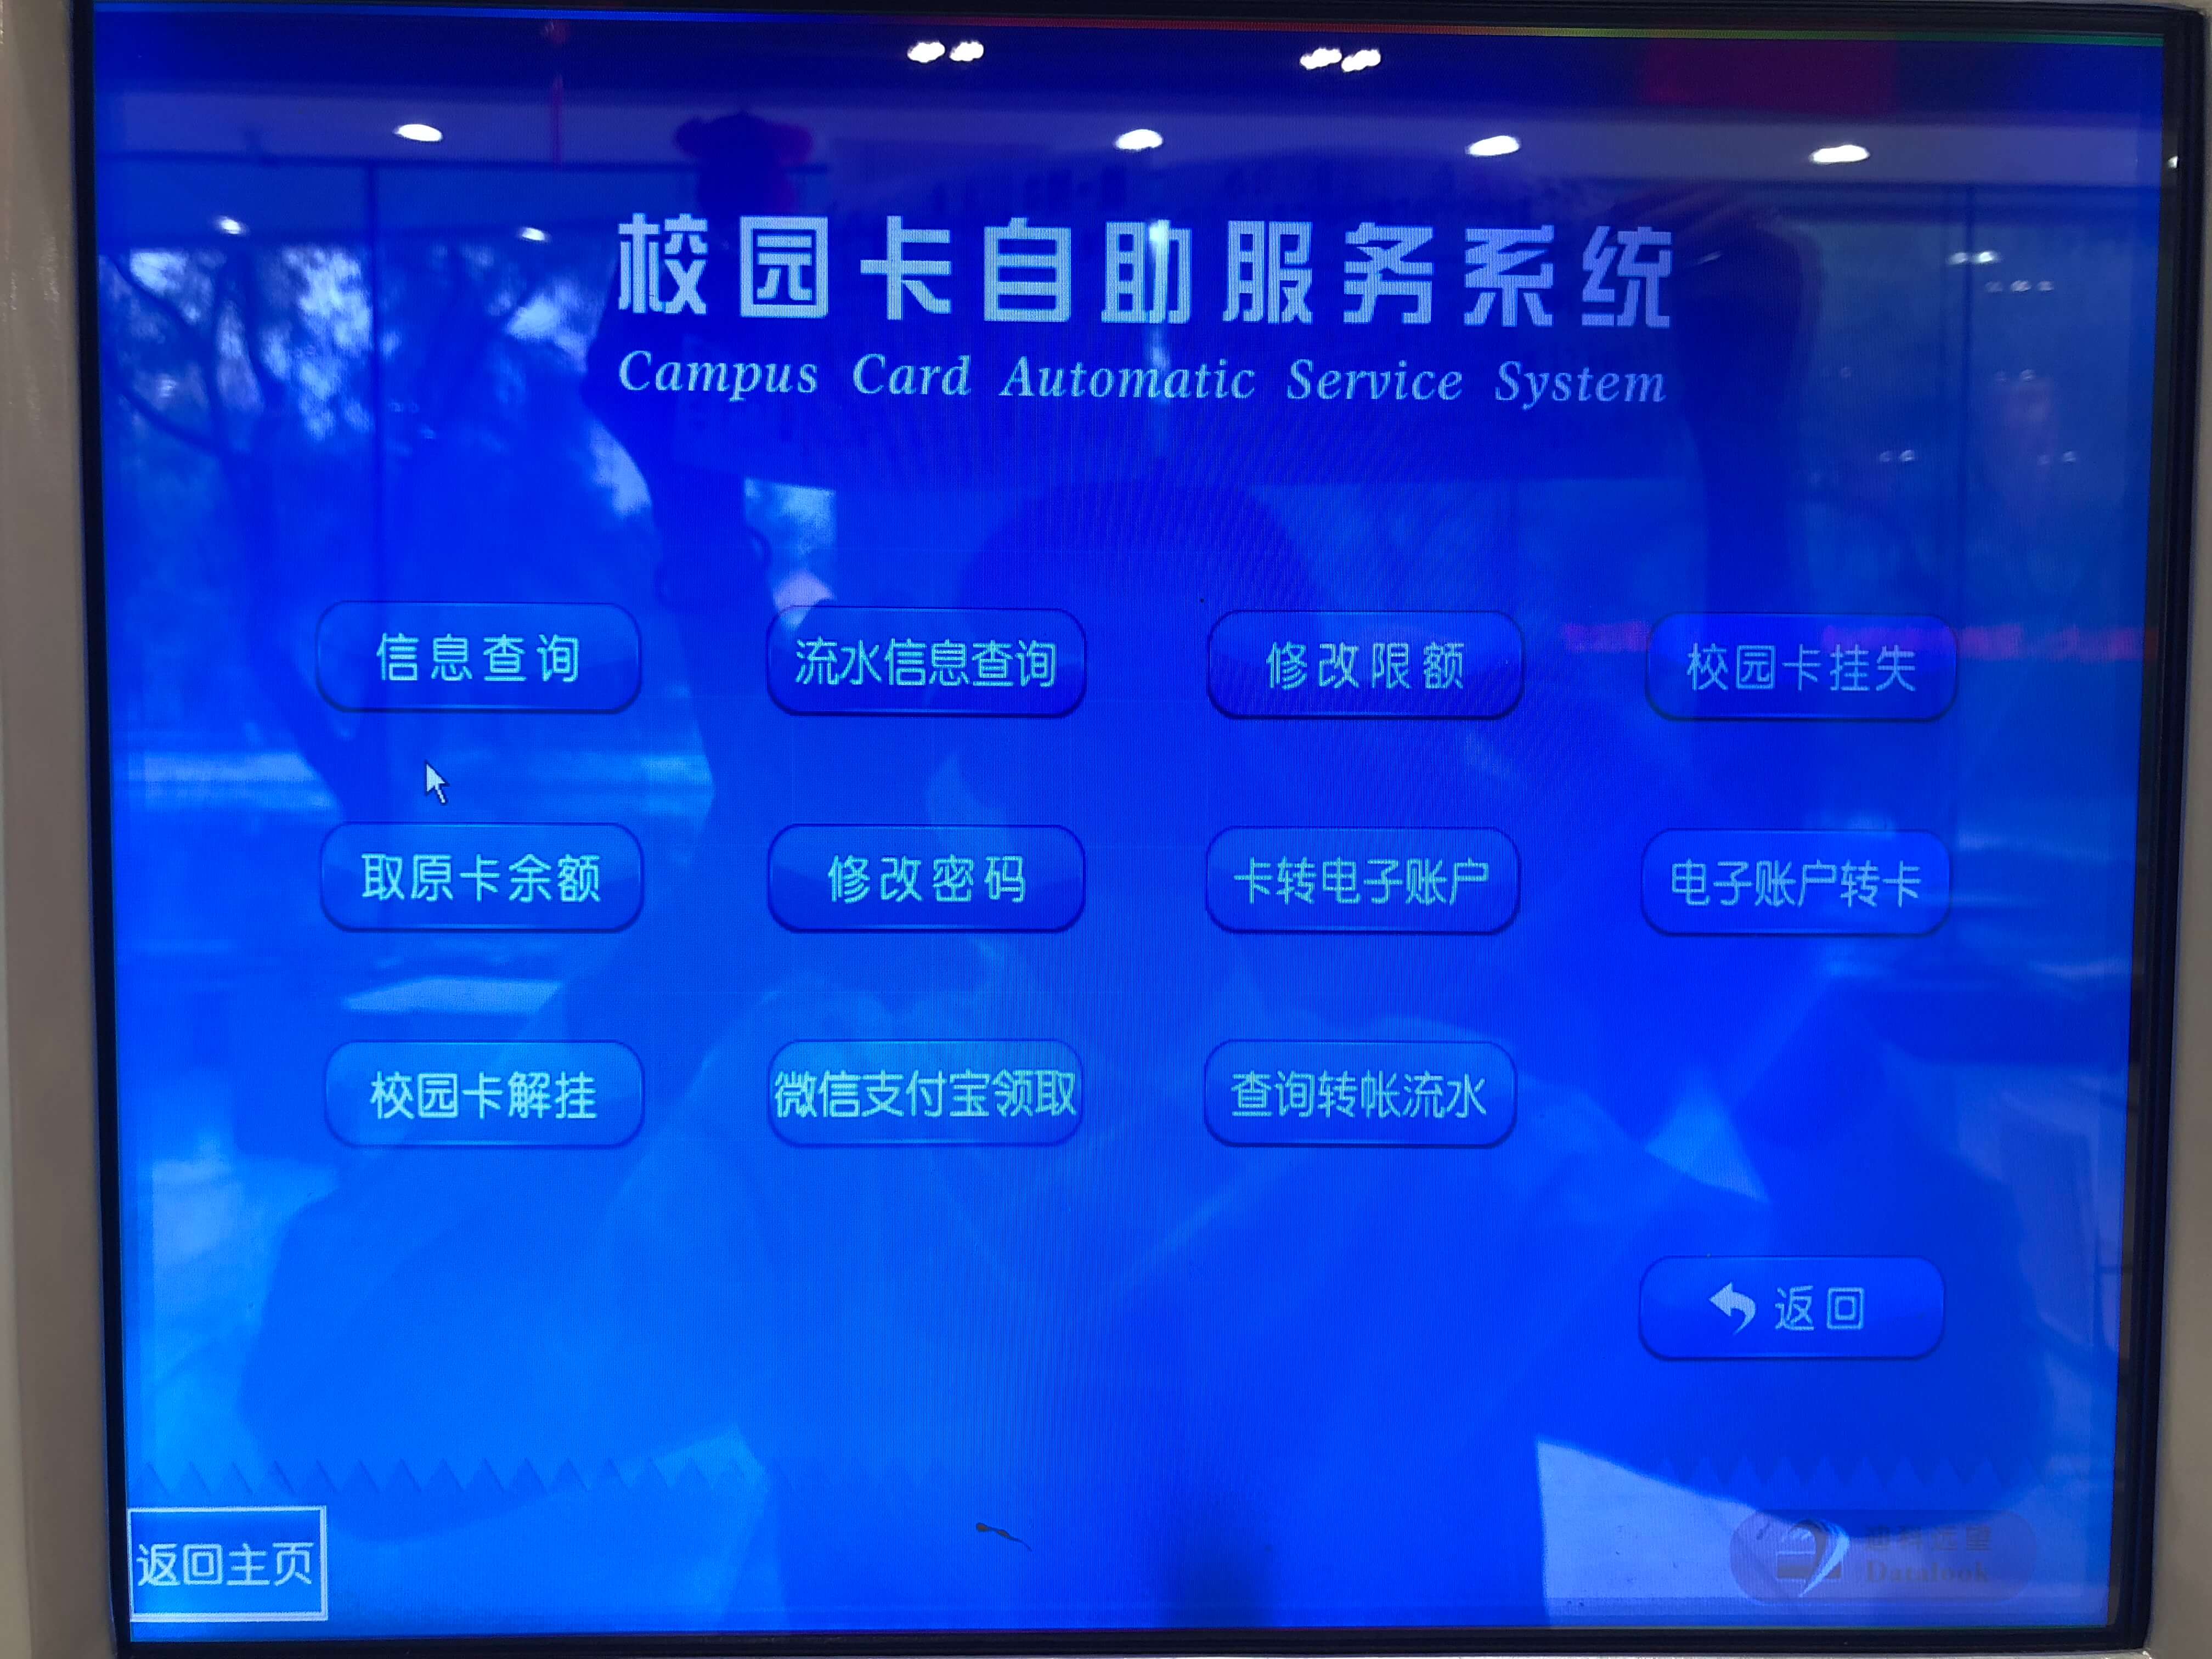 校园卡自助服务系统
Campus Card Automatic Service System
信息查询
流水信息查询
修改限额
校园卡挂失
取原卡余额
修改密码
卡转电子账户
电子账户转卡
校园卡解挂
微信支付宝领取
查询转帐流水
返回
返回主页
Datalook